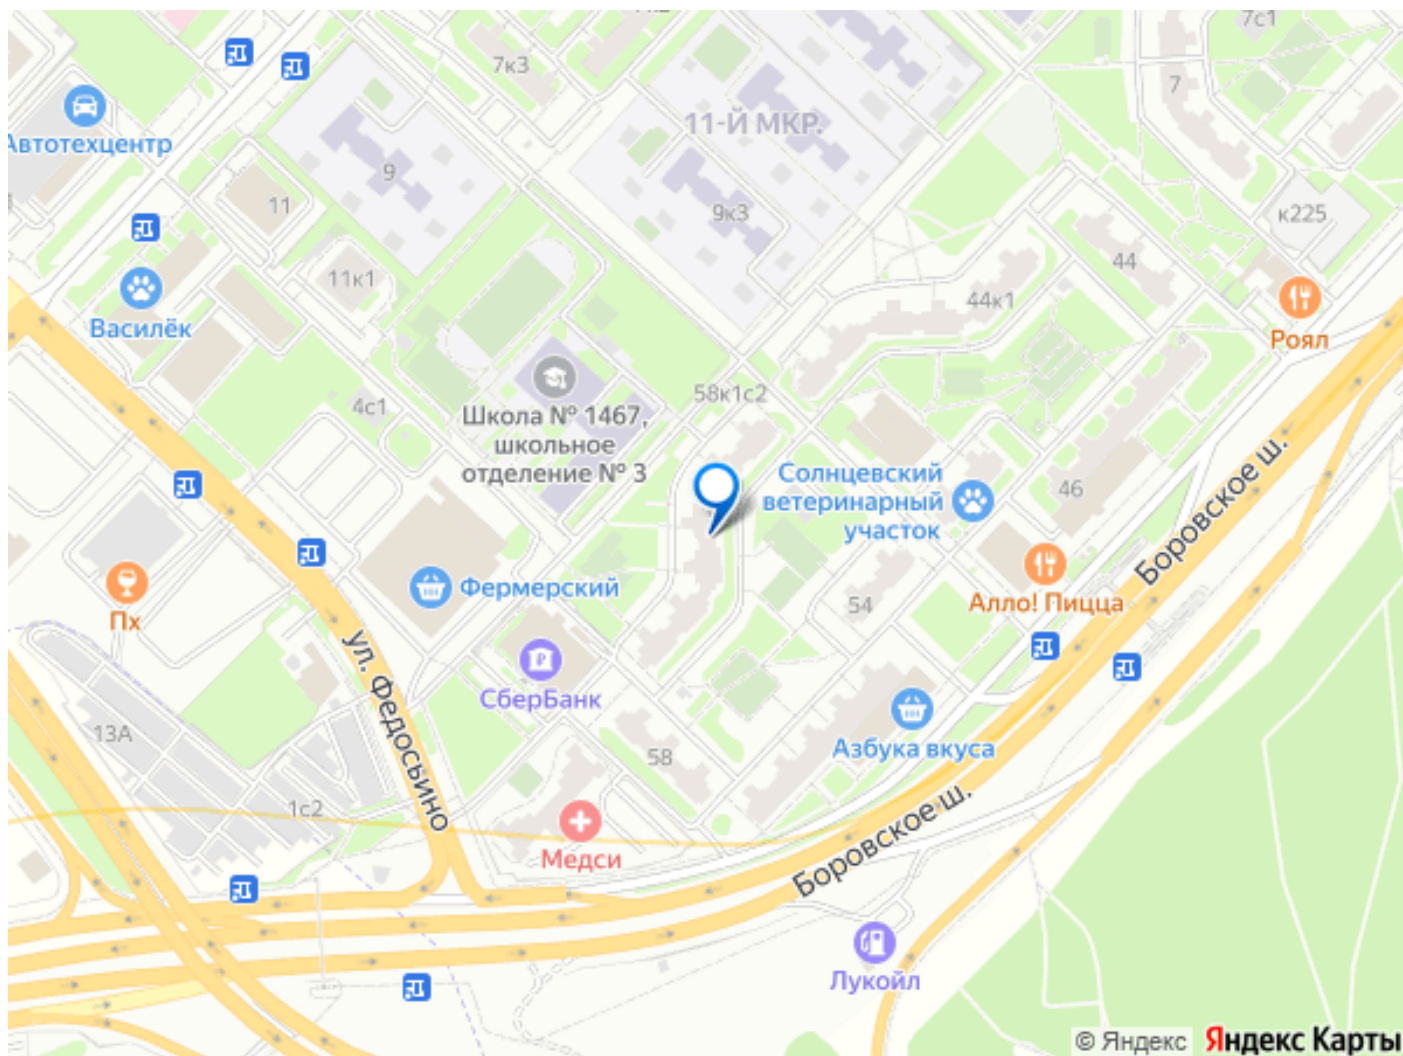 7с1
7к3
7
Автотехцентр
11-Й МКР.
9
11
9к3
к225
11к1
44
44к1
Василёк
Роял
58к1с2
4с1
Школа № 1467,
школьное
отделение № 3
Солнцевский
ветеринарный
участок
46
Боровское ш.
Фермерский
54
Алло! Пицца
Пх
ул. Федосьино
СберБанк
13А
58
Азбука вкуса
1с2
Медси
Боровское ш.
Лукойл
© Яндекс Яндекс Карты